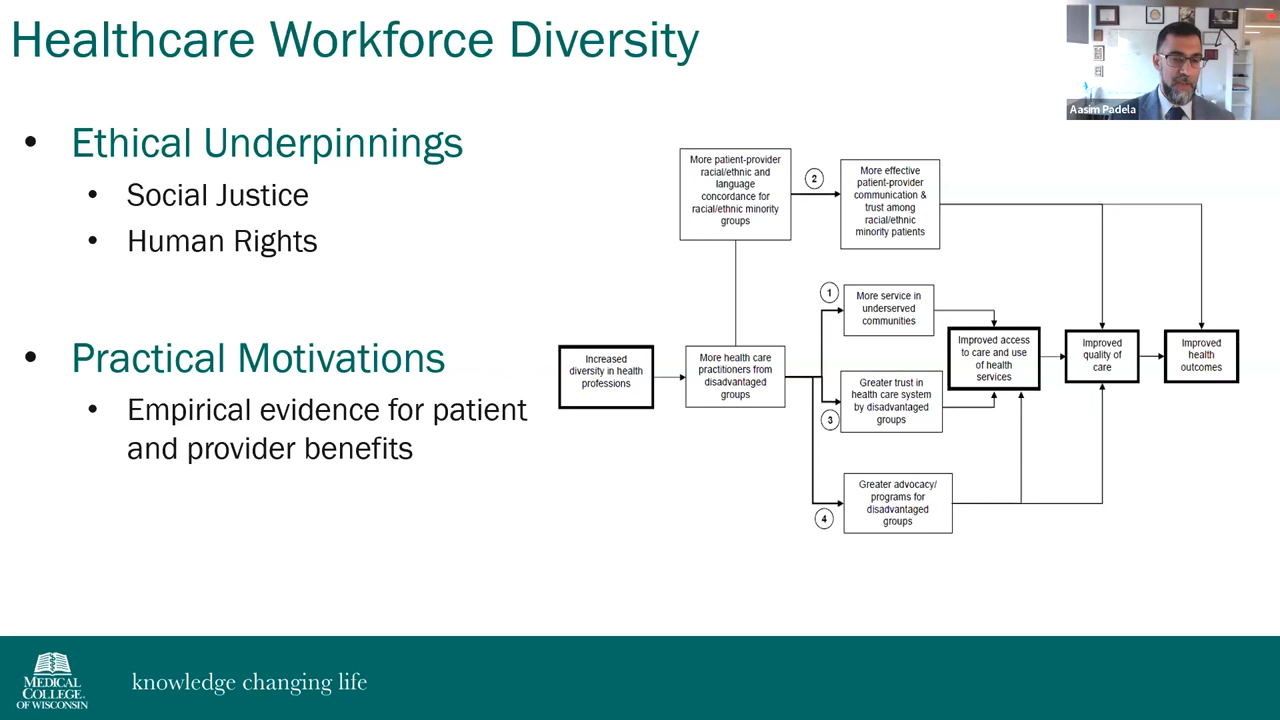 Healthcare Workforce Diversity
Aasim Padela
• Ethical Underpinnings
• Social Justice
• Human Rights
• Practical Motivations
• Empirical evidence for patient
and provider benefits
More patient-provider
racial/ethnic and
language
concordance for
racial/ethnic minority
groups
2
More effective
patient-provider
communication &
trust among
racial/ethnic
minority patients
1
More service in
underserved
communities
Increased
diversity in health
professions
More health care
practitioners from
disadvantaged
groups
Improved access
to care and use
of health
services
Improved
quality of
care
Improved
health
outcomes
3
Greater trust in
health care system
by disadvantaged
groups
4
Greater advocacy/
programs for
disadvantaged
groups
MEDICAL
COLLEGE
OF WISCONSIN
knowledge changing life